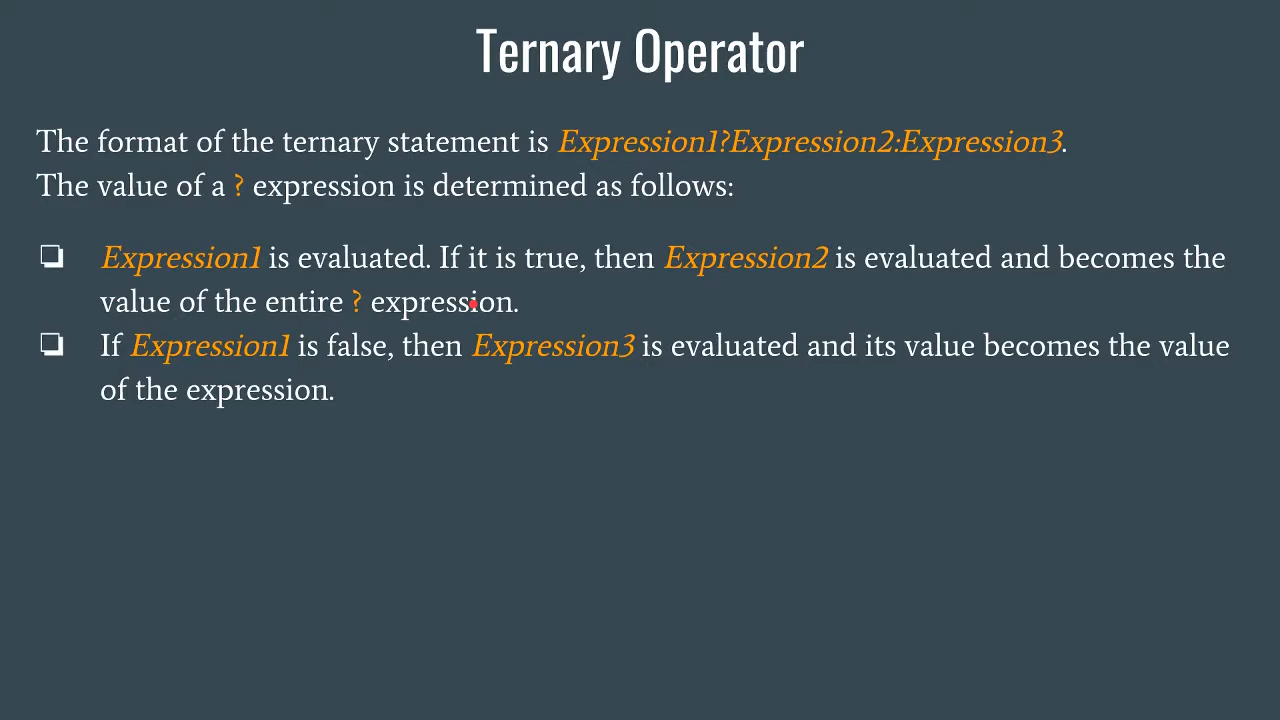 Ternary Operator
The format of the ternary statement is Expression1?Expression2:Expression3.
The value of a ? expression is determined as follows:
❏ Expression1 is evaluated. If it is true, then Expression2 is evaluated and becomes the
value of the entire ? expression.
❏ If Expression1 is false, then Expression3 is evaluated and its value becomes the value
of the expression.